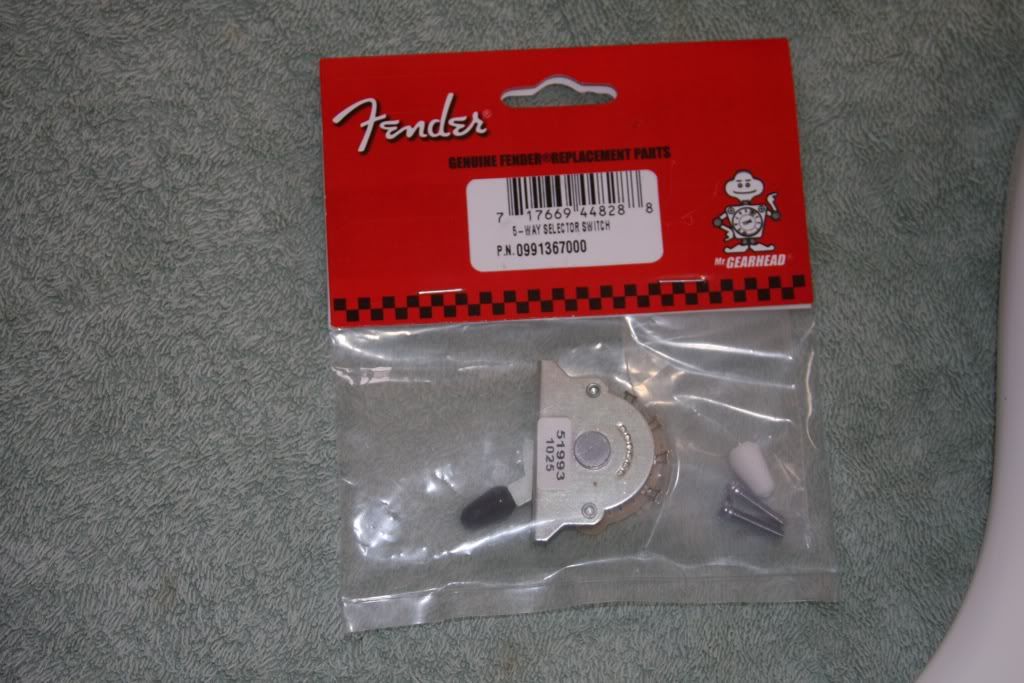 Fender®
GENUINE FENDER®REPLACEMENT PARTS
7 17669 44828 8
5-WAY SELECTOR SWITCH
P.N. 0991367000
Mr. GEARHEAD®
51993
1025